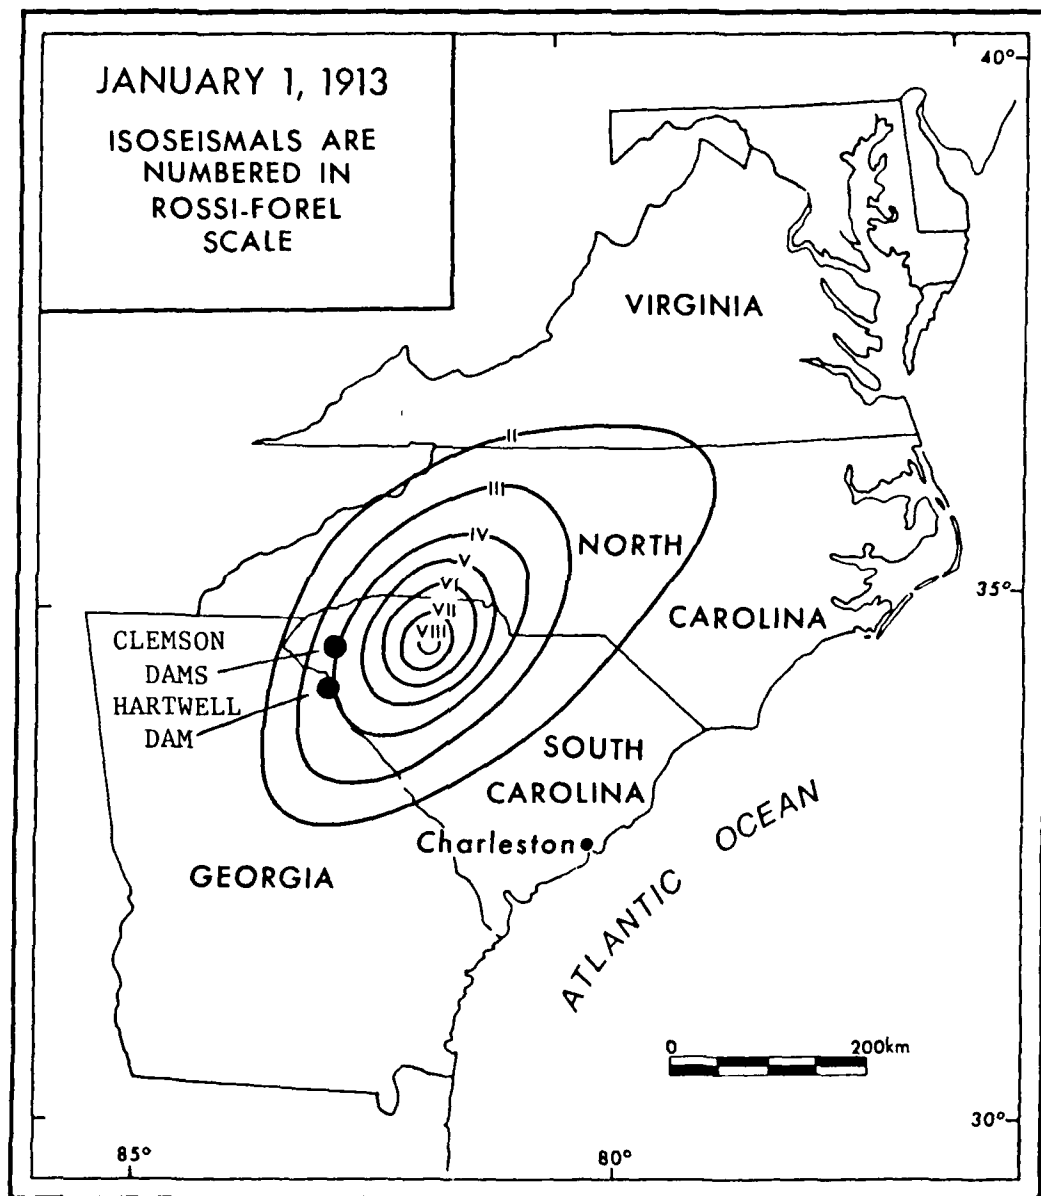 JANUARY 1, 1913
ISOSEISMALS ARE
NUMBERED IN
ROSSI-FOREL
SCALE
40°
VIRGINIA
II
III
IV
V
VI
VII
VIII
NORTH
CAROLINA
35°
CLEMSON
DAMS
HARTWELL
DAM
SOUTH
CAROLINA
Charleston
GEORGIA
ATLANTIC OCEAN
0 200km
30°
85° 80°